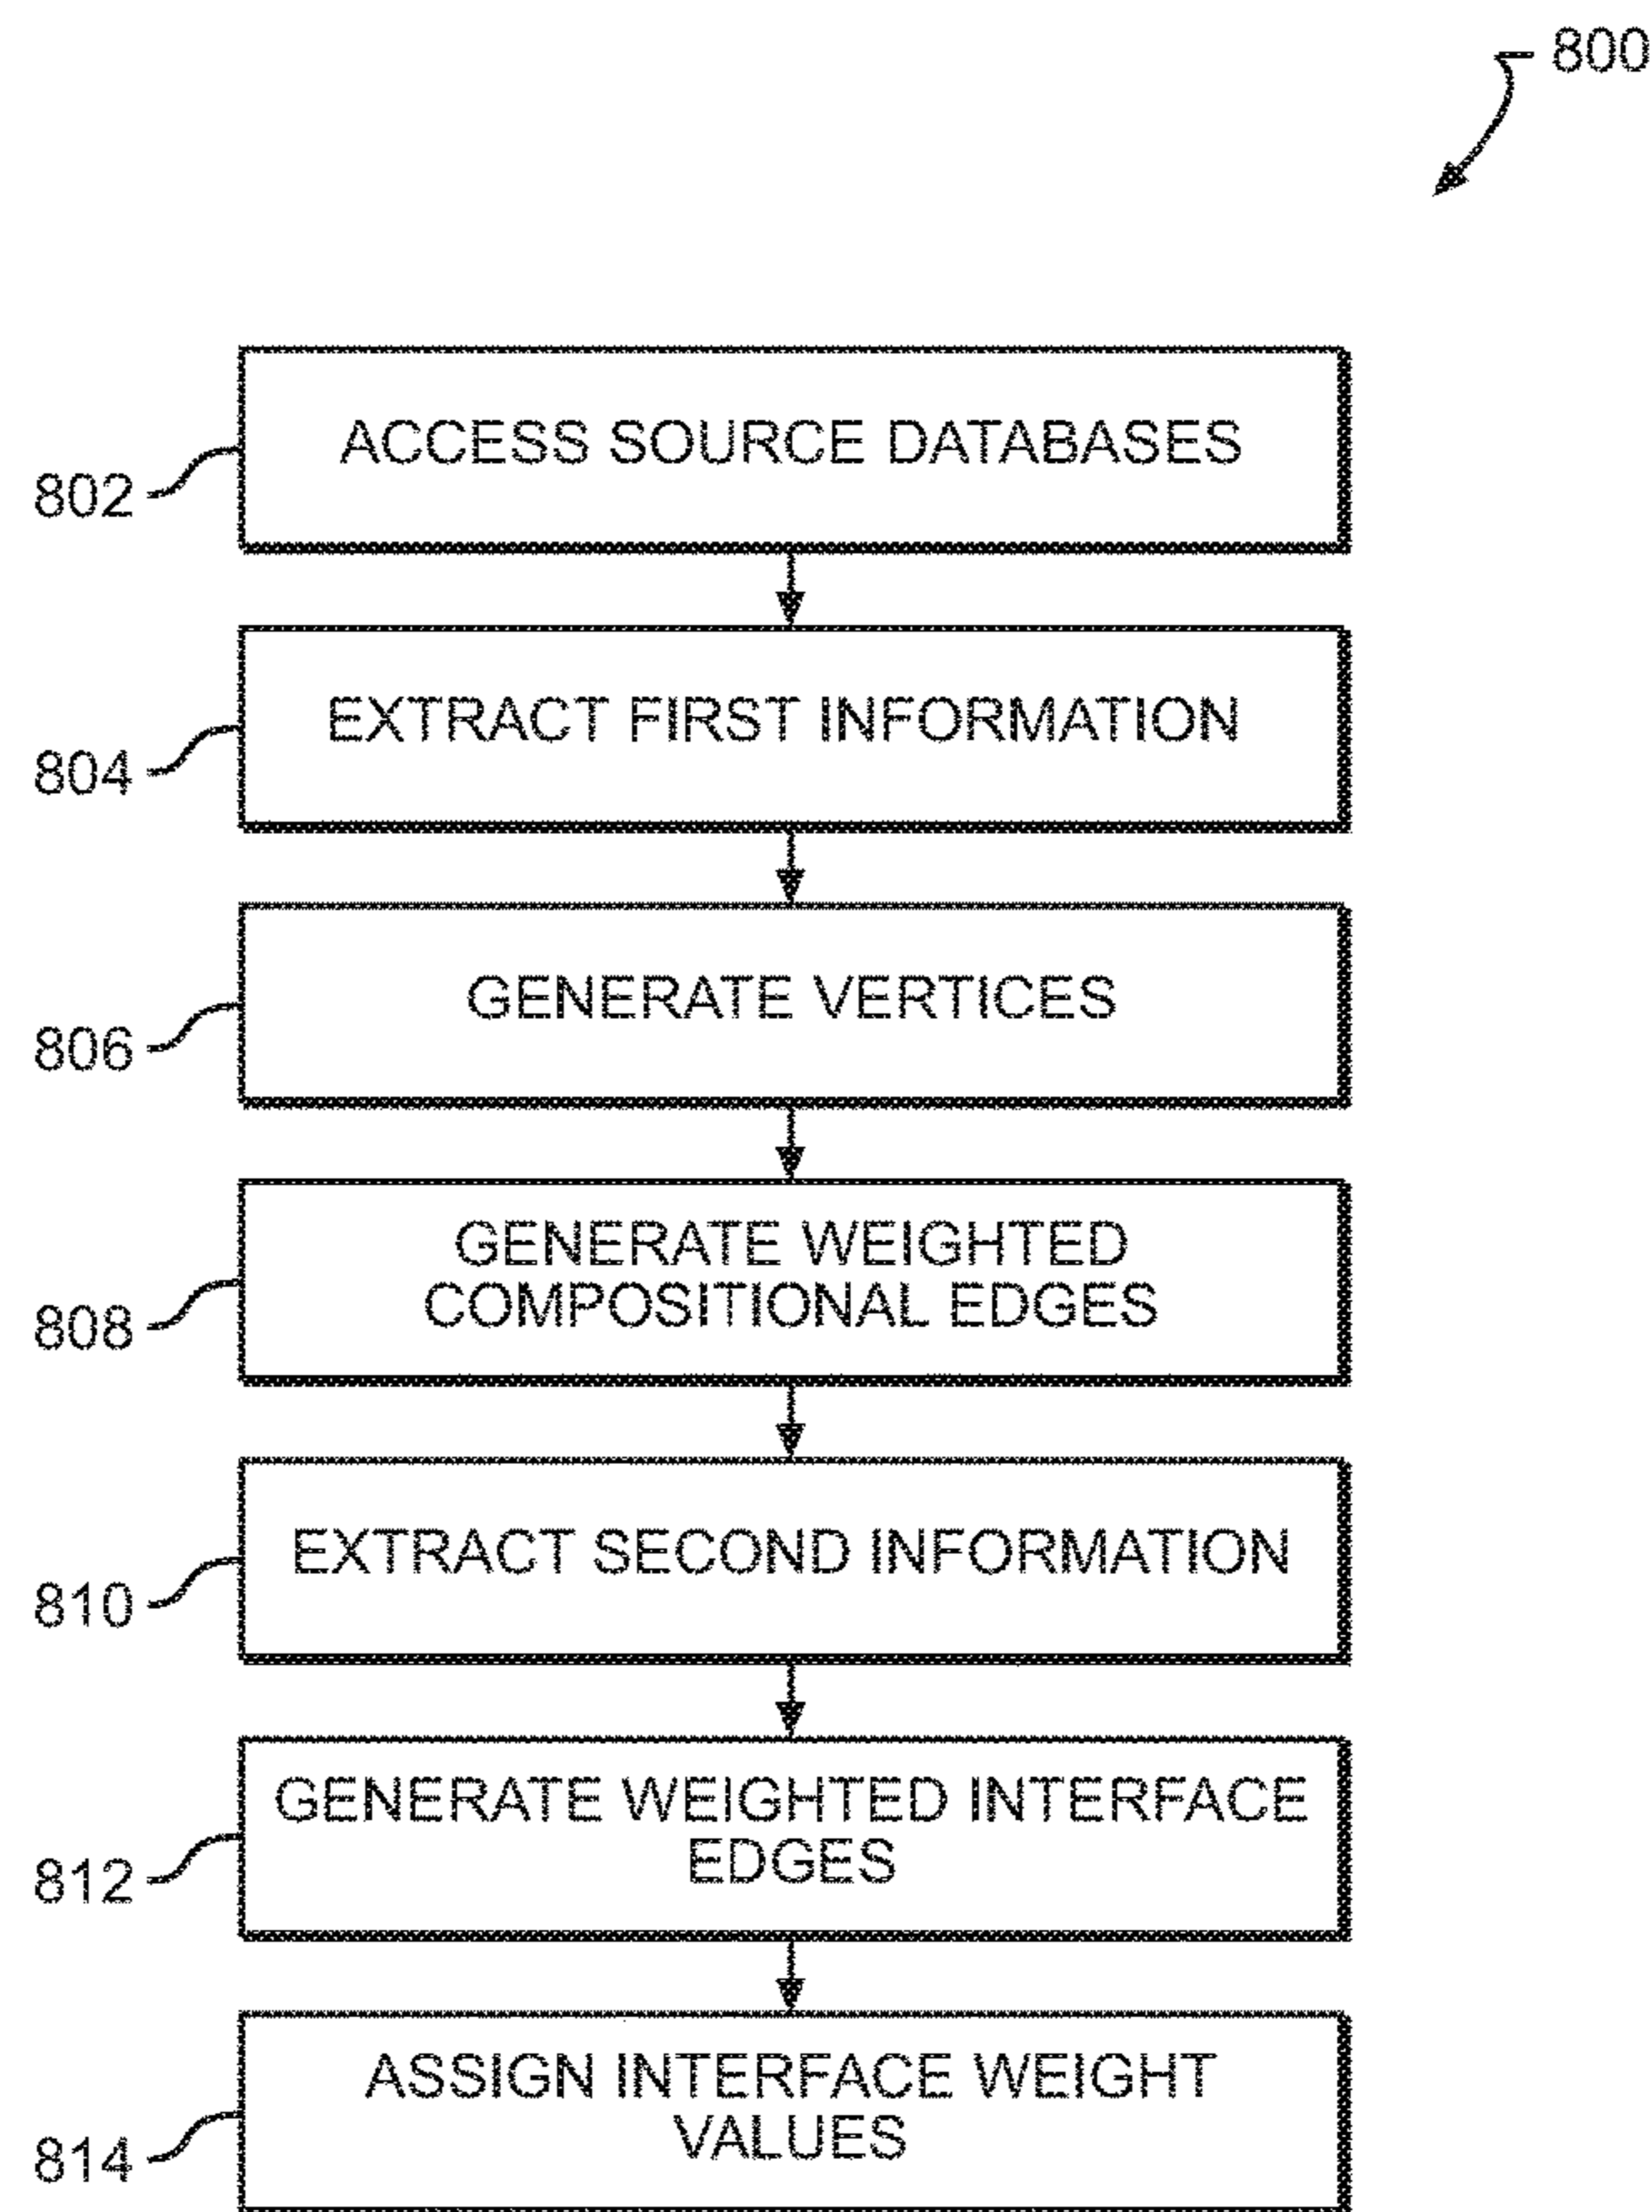 800
ACCESS SOURCE DATABASES
802
EXTRACT FIRST INFORMATION
804
GENERATE VERTICES
806
GENERATE WEIGHTED
COMPOSITIONAL EDGES
808
EXTRACT SECOND INFORMATION
810
GENERATE WEIGHTED INTERFACE
EDGES
812
ASSIGN INTERFACE WEIGHT
VALUES
814